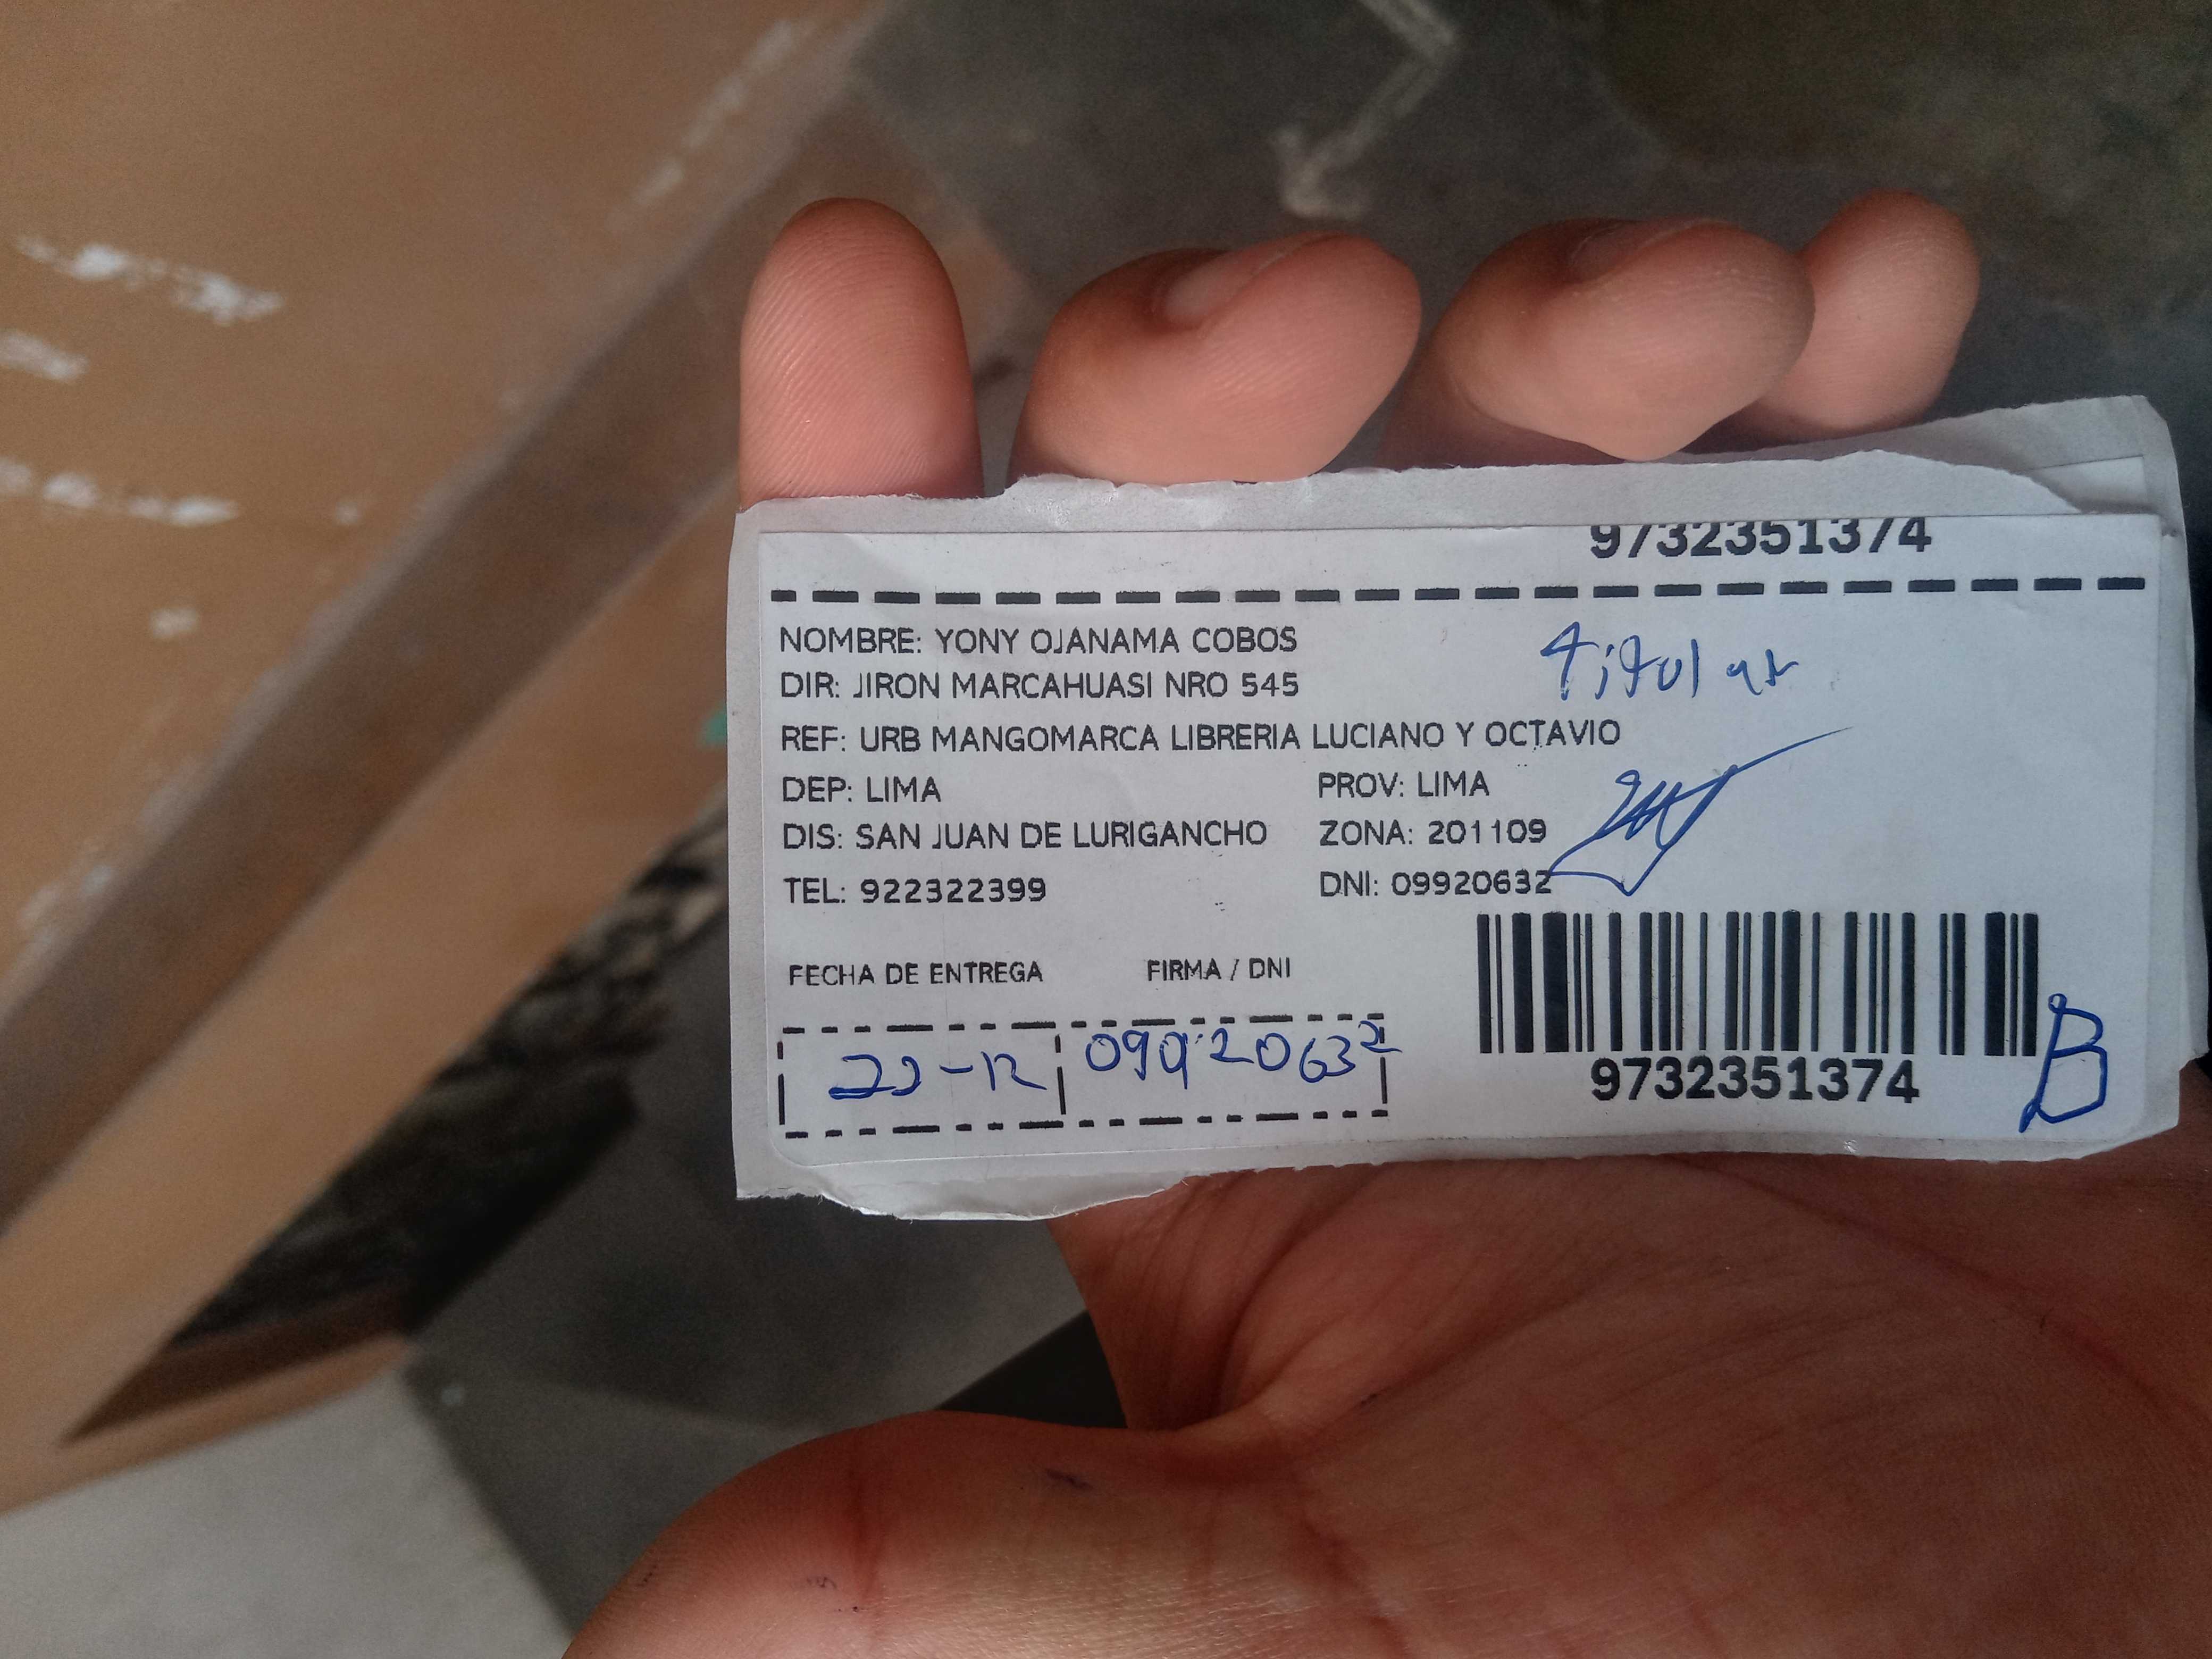 9732351374
NOMBRE: YONY OJANAMA COBOS
titular
DIR: JIRON MARCAHUASI NRO 545
REF: URB MANGOMARCA LIBRERIA LUCIANO Y OCTAVIO
DEP: LIMA PROV: LIMA
DIS: SAN JUAN DE LURIGANCHO ZONA: 201109
TEL: 922322399 DNI: 09920632
FECHA DE ENTREGA FIRMA / DNI
22-12 09920632
9732351374
B